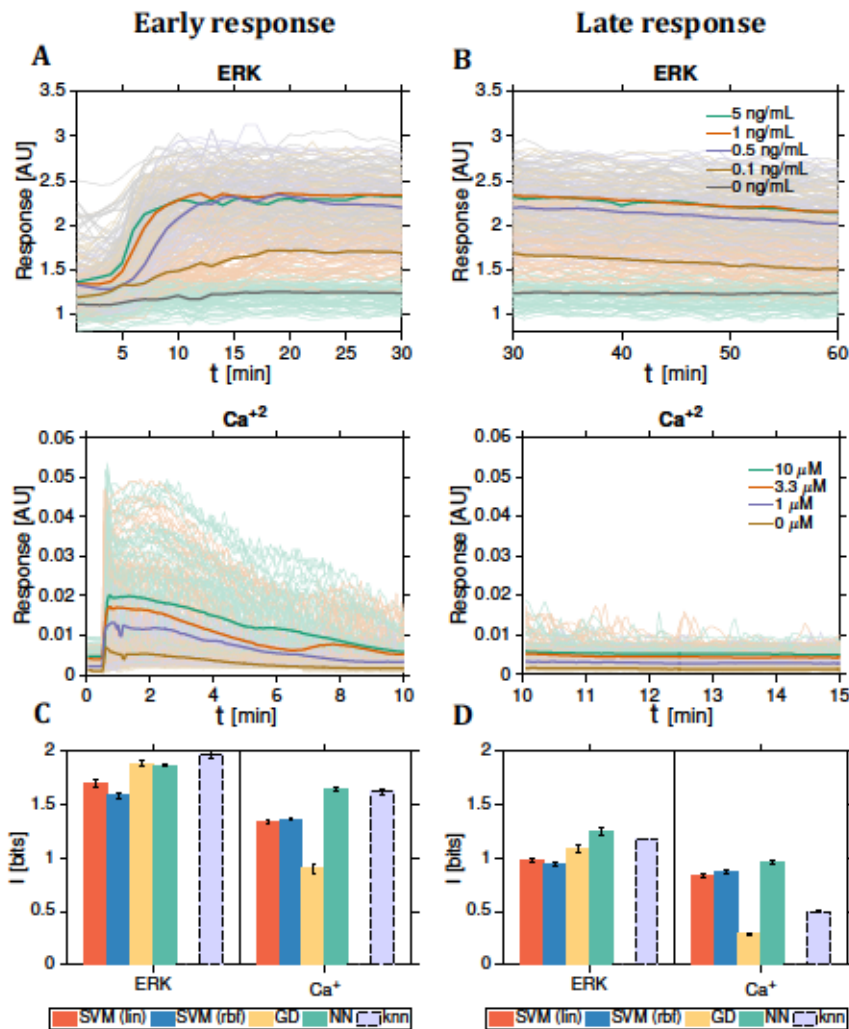 Early response
Late response
A
ERK
3.5
3
2.5
2
1.5
1
Response [AU]
5 10 15 20 25 30
t [min]
B
ERK
3.5
3
2.5
2
1.5
1
Response [AU]
5 ng/mL
1 ng/mL
0.5 ng/mL
0.1 ng/mL
0 ng/mL
30 40 50 60
t [min]
Ca+2
0.06
0.05
0.04
0.03
0.02
0.01
0
Response [AU]
0 2 4 6 8 10
t [min]
Ca+2
0.06
0.05
0.04
0.03
0.02
0.01
0
Response [AU]
10 μM
3.3 μM
1 μM
0 μM
10 11 12 13 14 15
t [min]
C
2
1.5
1
0.5
0
I [bits]
ERK Ca+
SVM (lin) SVM (rbf) GD NN knn
D
2
1.5
1
0.5
0
I [bits]
ERK Ca+
SVM (lin) SVM (rbf) GD NN knn